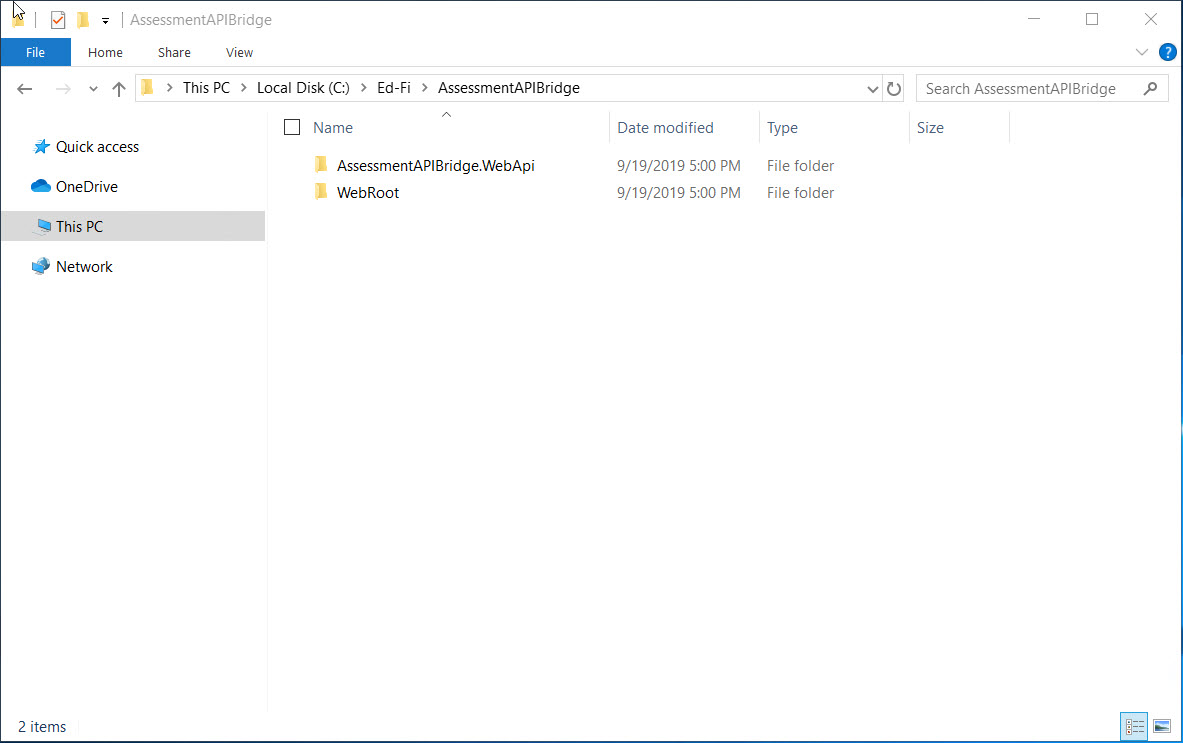 AssessmentAPIBridge
File Home Share View ?
This PC Local Disk (C:) Ed-Fi AssessmentAPIBridge Search AssessmentAPIBridge
Quick access
OneDrive
This PC
Network
Name Date modified Type Size
AssessmentAPIBridge.WebApi 9/19/2019 5:00 PM File folder
WebRoot 9/19/2019 5:00 PM File folder
2 items